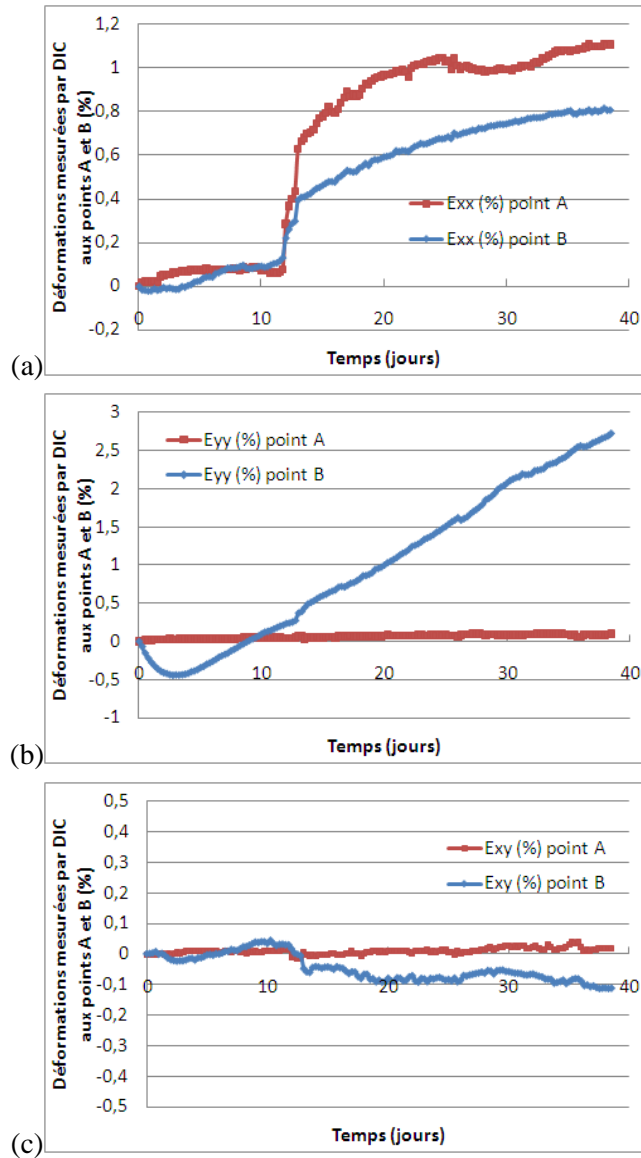 Déformations mesurées par DIC
aux points A et B (%)
1,2
1
0,8
0,6
0,4
0,2
0
-0,2
0
10
20
30
40
Exx (%) point A
Exx (%) point B
Temps (jours)
(a)
Déformations mesurées par DIC
aux points A et B (%)
3
2,5
2
1,5
1
0,5
0
-0,5
-1
0
10
20
30
40
Eyy (%) point A
Eyy (%) point B
Temps (jours)
(b)
Déformations mesurées par DIC
aux points A et B (%)
0,5
0,4
0,3
0,2
0,1
0
-0,1
-0,2
-0,3
-0,4
-0,5
0
10
20
30
40
Exy (%) point A
Exy (%) point B
Temps (jours)
(c)